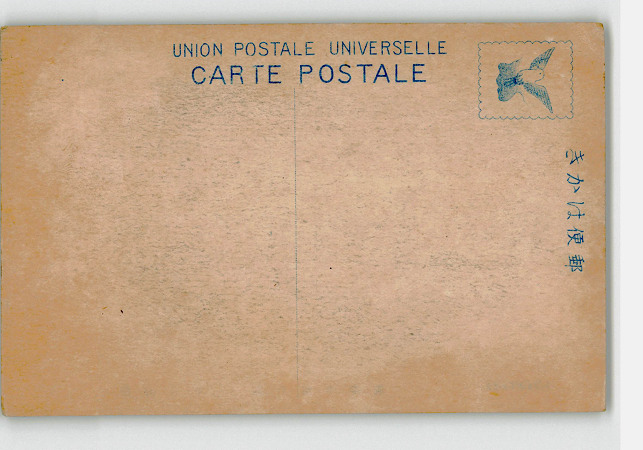 UNION POSTALE UNIVERSELLE
CARTE POSTALE
郵便はかき